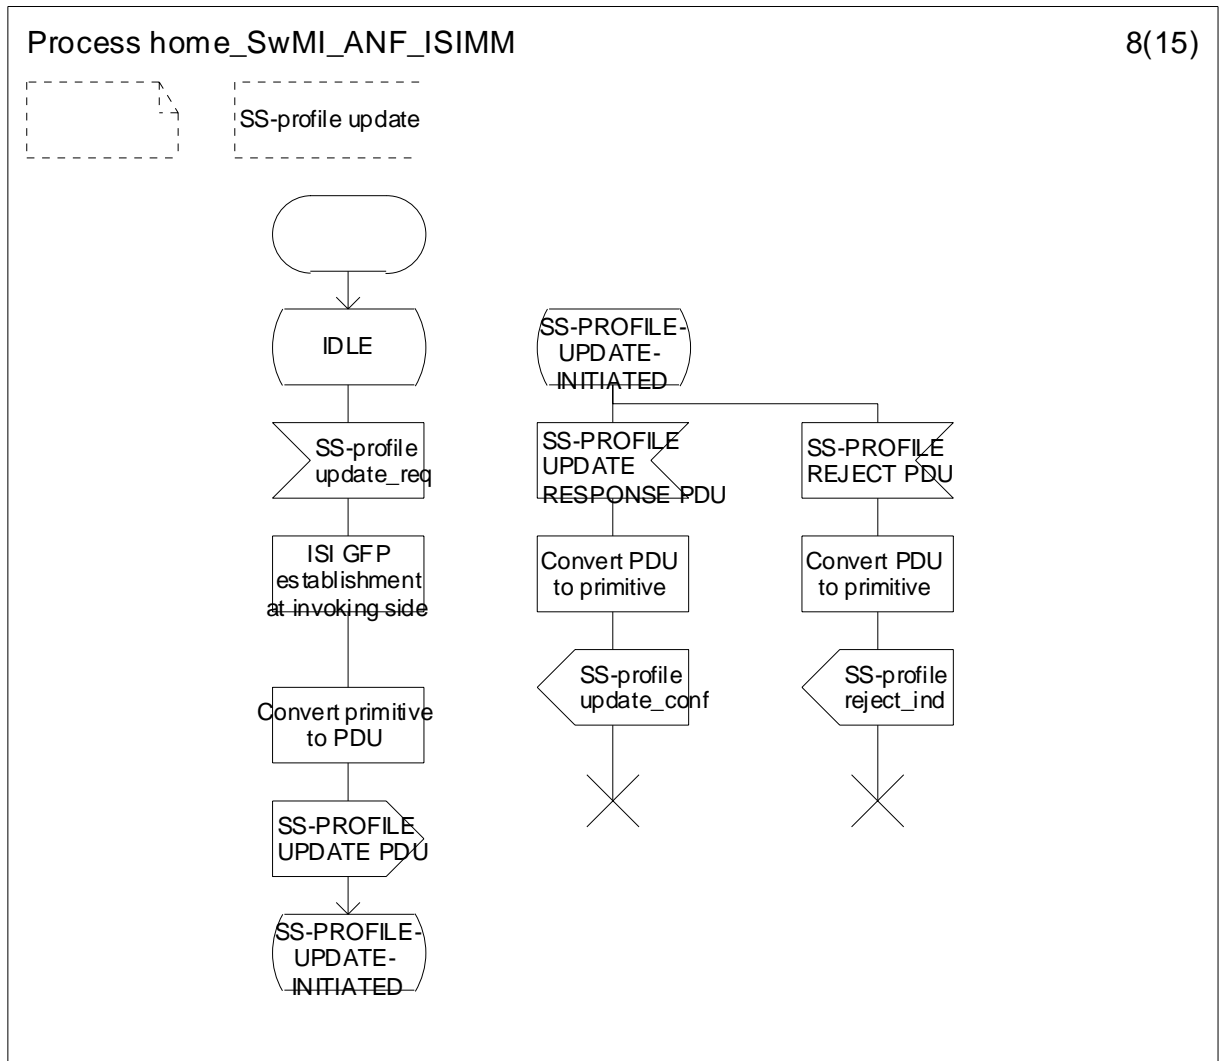 Process home_SwMI_ANF_ISIMM
8(15)
SS-profile update
IDLE
SS-profile
update_req
ISI GFP
establishment
at invoking side
Convert primitive
to PDU
SS-PROFILE
UPDATE PDU
SS-PROFILE-
UPDATE-
INITIATED
SS-PROFILE-
UPDATE-
INITIATED
SS-PROFILE
UPDATE
RESPONSE PDU
Convert PDU
to primitive
SS-profile
update_conf
SS-PROFILE
REJECT PDU
Convert PDU
to primitive
SS-profile
reject_ind